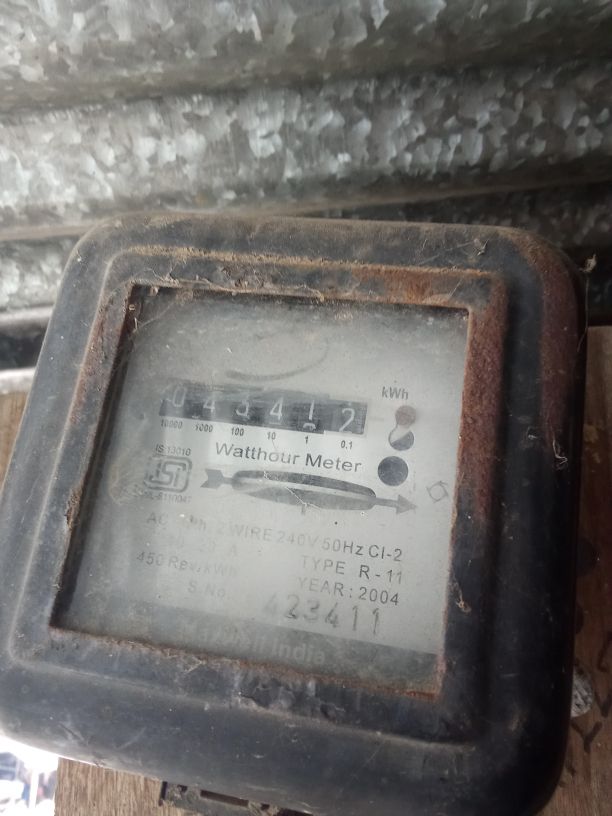 kWh
0 4 3 4 1 2
10000 1000 100 10 1 0.1
Watthour Meter
IS 13010
ISI
AC 2 WIRE 240V 50Hz Cl-2
A TYPE R-11
450 Rev/kWh YEAR : 2004
S.No. 423411
India